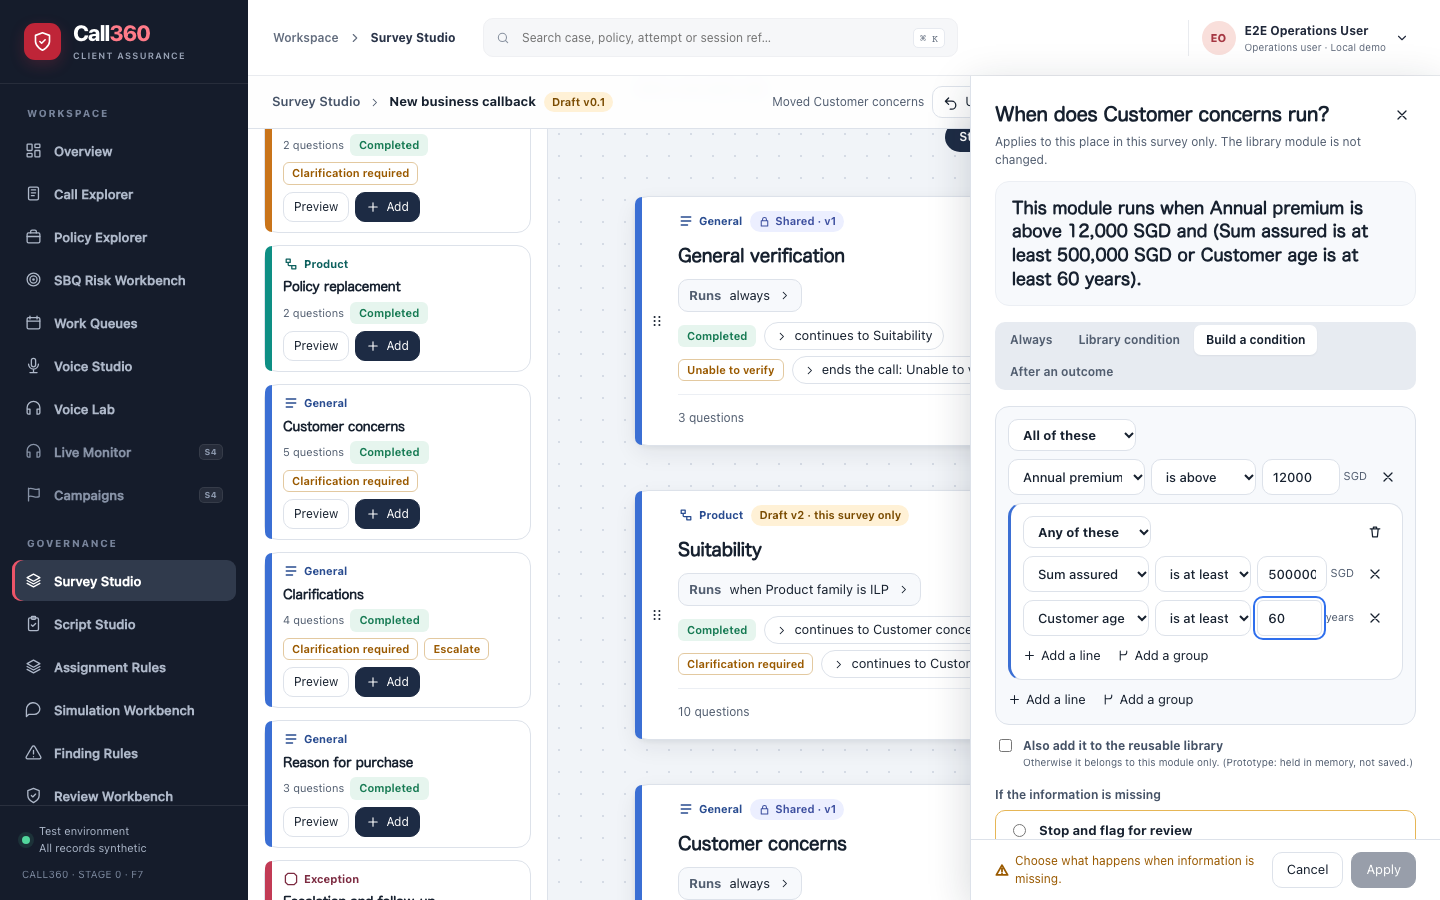 Call360
CLIENT ASSURANCE
WORKSPACE
Overview
Call Explorer
Policy Explorer
SBQ Risk Workbench
Work Queues
Voice Studio
Voice Lab
Live Monitor S4
Campaigns S4
GOVERNANCE
Survey Studio
Script Studio
Assignment Rules
Simulation Workbench
Finding Rules
Review Workbench
Test environment
All records synthetic
CALL360 · STAGE 0 · F7
Workspace > Survey Studio
Search case, policy, attempt or session ref...
⌘ K
EO
E2E Operations User
Operations user · Local demo
Survey Studio > New business callback Draft v0.1
Moved Customer concerns
2 questions Completed
Clarification required
Preview + Add
Product
Policy replacement
2 questions Completed
Preview + Add
General
Customer concerns
5 questions Completed
Clarification required
Preview + Add
General
Clarifications
4 questions Completed
Clarification required Escalate
Preview + Add
General
Reason for purchase
3 questions Completed
Preview + Add
Exception
General Shared · v1
General verification
Runs always >
Completed > continues to Suitability
Unable to verify > ends the call: Unable to
3 questions
Product Draft v2 · this survey only
Suitability
Runs when Product family is ILP >
Completed > continues to Customer conce
Clarification required > continues to Custor
10 questions
General Shared · v1
Customer concerns
Runs always >
When does Customer concerns run?
Applies to this place in this survey only. The library module is not
changed.
This module runs when Annual premium is
above 12,000 SGD and (Sum assured is at
least 500,000 SGD or Customer age is at
least 60 years).
Always Library condition Build a condition
After an outcome
All of these
Annual premium is above 12000 SGD
Any of these
Sum assured is at least 500000 SGD
Customer age is at least 60 years
+ Add a line Add a group
+ Add a line Add a group
Also add it to the reusable library
Otherwise it belongs to this module only. (Prototype: held in memory, not saved.)
If the information is missing
Stop and flag for review
Choose what happens when information is
missing.
Cancel Apply